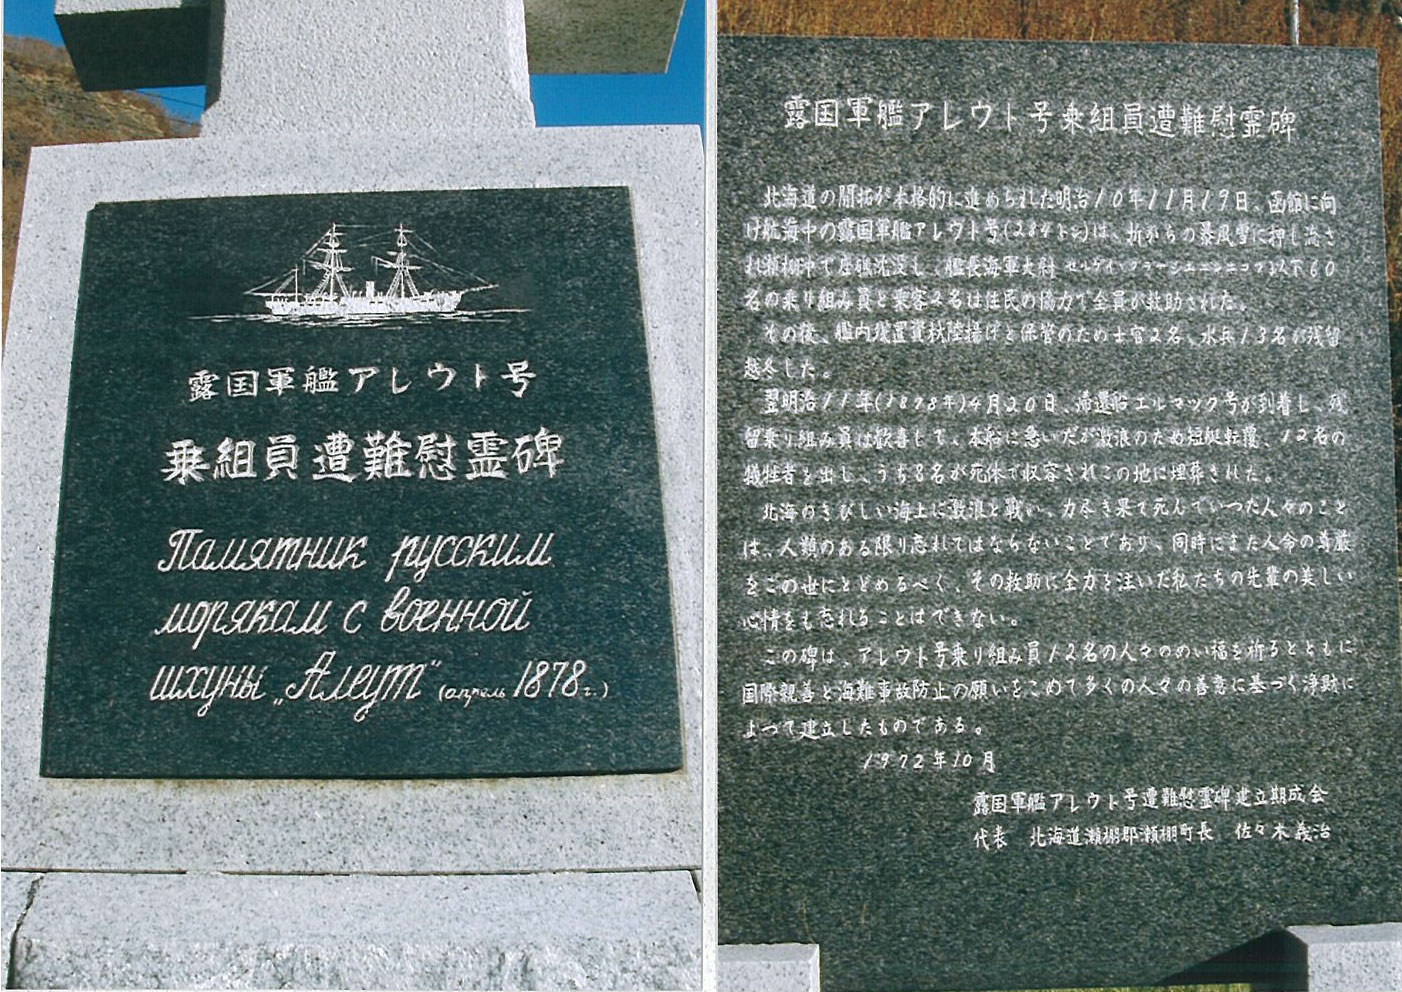 露国軍艦アレウト号
乗組員遭難慰霊碑
Памятник русским
морякам с военной
шхуны „Алеут“ (апрель 1878 г.)
露国軍艦アレウト号乗組員遭難慰霊碑
北海道の開拓が本格的に進められた明治10年11月19日、函館に向
け航海中の露国軍艦アレウト号(284トン)は、折からの暴風雪に押し流さ
れ瀬棚沖で座礁沈没し、艦長海軍大尉 以下60
名の乗り組み員と乗客2名は住民の協力で全員が救助された。
その後、艦内残置資材陸揚げと保管のため士官2名、水兵13名が残留
越冬した。
翌明治11年(1878年)4月20日、帰還船エルマック号が到着し、残
留乗り組み員は歓喜して、本船に急いだが激浪のため短艇転覆、12名の
犠牲者を出し、うち8名が死体で収容されこの地に埋葬された。
北海のきびしい海上に激浪と戦い、力尽き果て死んでいつた人々のこと
は、人類のある限り忘れてはならないことであり、同時にまた人命の尊厳
をこの世にとどめるべく、その救助に全力を注いだ私たちの先輩の美しい
心情をも忘れることはできない。
この碑は、アレウト号乗り組み員12名の人々のめい福を祈るとともに
国際親善と海難事故防止の願いをこめて多くの人々の善意に基づく浄財に
よつて建立したものである。
1972年10月
露国軍艦アレウト号遭難慰霊碑建立期成会
代表 北海道瀬棚郡瀬棚町長 佐々木義治